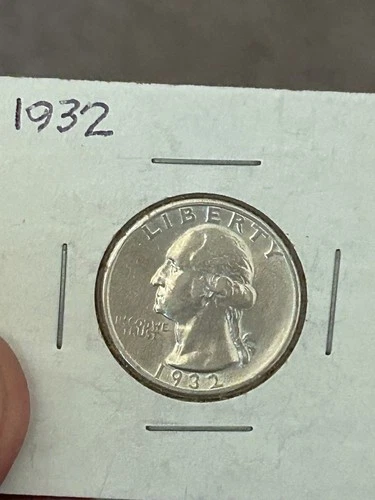 1932
LIBERTY
IN GOD WE
TRUST
1932